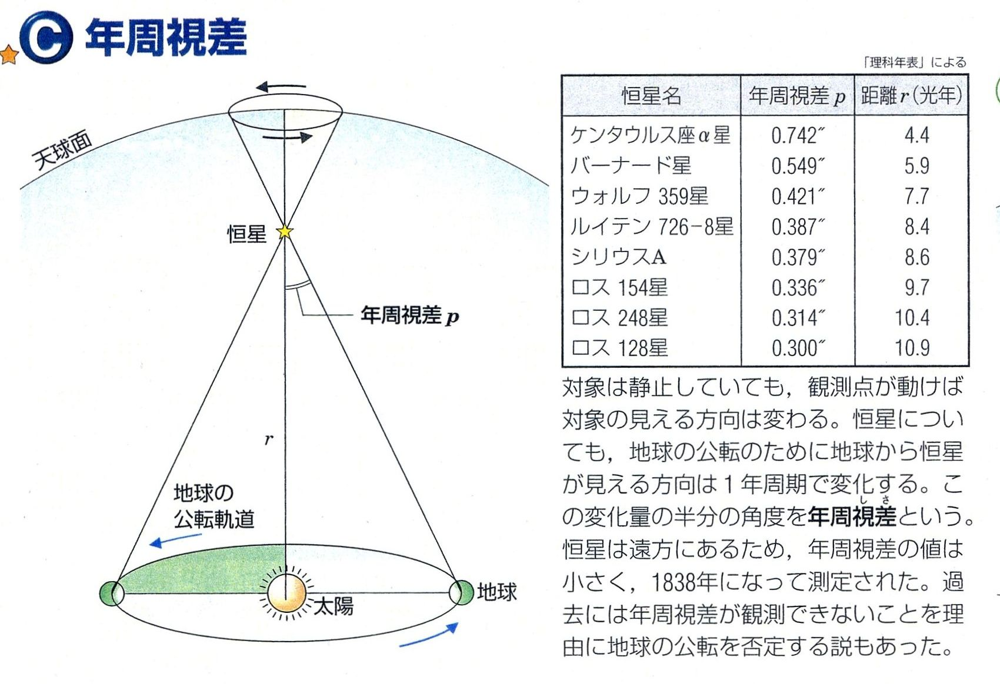 C 年周視差
「理科年表」による
恒星名 年周視差 p 距離 r (光年)
ケンタウルス座α星 0.742″ 4.4
バーナード星 0.549″ 5.9
ウォルフ 359星 0.421″ 7.7
ルイテン 726-8星 0.387″ 8.4
シリウスA 0.379″ 8.6
ロス 154星 0.336″ 9.7
ロス 248星 0.314″ 10.4
ロス 128星 0.300″ 10.9
天球面
恒星
年周視差 p
r
地球の
公転軌道
太陽
地球
対象は静止していても，観測点が動けば
対象の見える方向は変わる。恒星につい
ても，地球の公転のために地球から恒星
が見える方向は1年周期で変化する。こ
しさ
の変化量の半分の角度を年周視差という。
恒星は遠方にあるため，年周視差の値は
小さく，1838年になって測定された。過
去には年周視差が観測できないことを理
由に地球の公転を否定する説もあった。